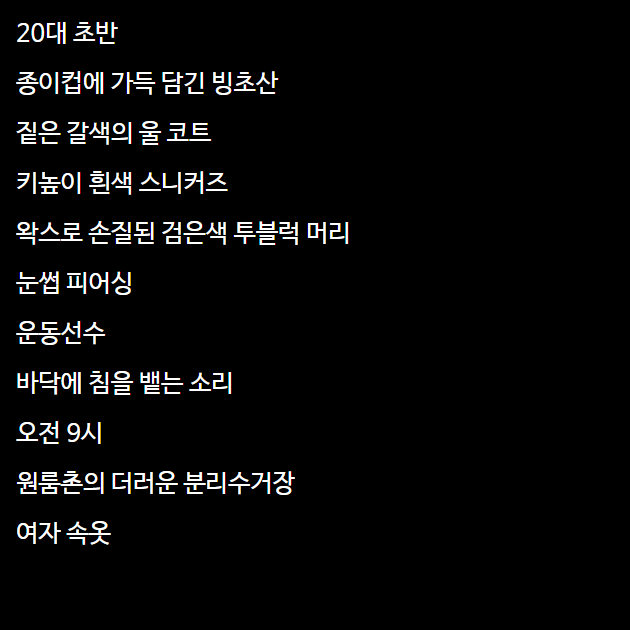 20대 초반
종이컵에 가득 담긴 빙초산
짙은 갈색의 울 코트
키높이 흰색 스니커즈
왁스로 손질된 검은색 투블럭 머리
눈썹 피어싱
운동선수
바닥에 침을 뱉는 소리
오전 9시
원룸촌의 더러운 분리수거장
여자 속옷